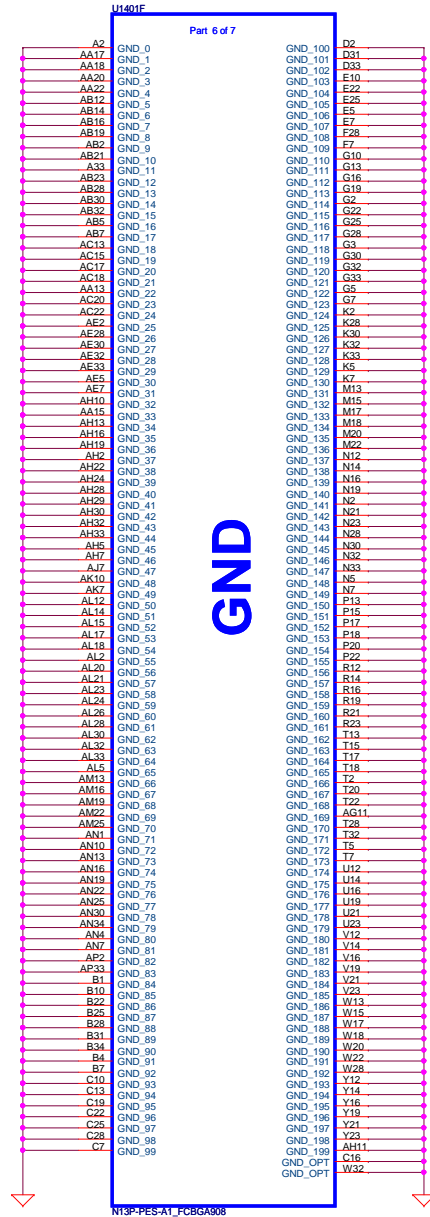 U1401F
Part 6 of 7
A2 GND_0 GND_100 D2
AA17 GND_1 GND_101 D31
AA18 GND_2 GND_102 D33
AA20 GND_3 GND_103 E10
AA22 GND_4 GND_104 E22
AB12 GND_5 GND_105 E25
AB14 GND_6 GND_106 E5
AB16 GND_7 GND_107 E7
AB19 GND_8 GND_108 F28
AB2 GND_9 GND_109 F7
AB21 GND_10 GND_110 G10
A33 GND_11 GND_111 G13
AB23 GND_12 GND_112 G16
AB28 GND_13 GND_113 G19
AB30 GND_14 GND_114 G2
AB32 GND_15 GND_115 G22
AB5 GND_16 GND_116 G25
AB7 GND_17 GND_117 G28
AC13 GND_18 GND_118 G3
AC15 GND_19 GND_119 G30
AC17 GND_20 GND_120 G32
AC18 GND_21 GND_121 G33
AA13 GND_22 GND_122 G5
AC20 GND_23 GND_123 G7
AC22 GND_24 GND_124 K2
AE2 GND_25 GND_125 K28
AE28 GND_26 GND_126 K30
AE30 GND_27 GND_127 K32
AE32 GND_28 GND_128 K33
AE33 GND_29 GND_129 K5
AE5 GND_30 GND_130 K7
AE7 GND_31 GND_131 M13
AH10 GND_32 GND_132 M15
AA15 GND_33 GND_133 M17
AH13 GND_34 GND_134 M18
AH16 GND_35 GND_135 M20
AH19 GND_36 GND_136 M22
AH2 GND_37 GND_137 N12
AH22 GND_38 GND_138 N14
AH24 GND_39 GND_139 N16
AH28 GND_40 GND_140 N19
AH29 GND_41 GND_141 N2
AH30 GND_42 GND_142 N21
AH32 GND_43 GND_143 N23
AH33 GND_44 GND_144 N28
AH5 GND_45 GND_145 N30
AH7 GND_46 GND_146 N32
AJ7 GND_47 GND_147 N33
AK10 GND_48 GND_148 N5
AK7 GND_49 GND_149 N7
AL12 GND_50 GND_150 P13
AL14 GND_51 GND_151 P15
AL15 GND_52 GND_152 P17
AL17 GND_53 GND_153 P18
AL18 GND_54 GND_154 P20
AL2 GND_55 GND_155 P22
AL20 GND_56 GND_156 R12
AL21 GND_57 GND_157 R14
AL23 GND_58 GND_158 R16
AL24 GND_59 GND_159 R19
AL26 GND_60 GND_160 R21
AL28 GND_61 GND_161 R23
AL30 GND_62 GND_162 T13
AL32 GND_63 GND_163 T15
AL33 GND_64 GND_164 T17
AL5 GND_65 GND_165 T18
AM13 GND_66 GND_166 T2
AM16 GND_67 GND_167 T20
AM19 GND_68 GND_168 T22
AM22 GND_69 GND_169 AG11
AM25 GND_70 GND_170 T28
AN1 GND_71 GND_171 T32
AN10 GND_72 GND_172 T5
AN13 GND_73 GND_173 T7
AN16 GND_74 GND_174 U12
AN19 GND_75 GND_175 U14
AN22 GND_76 GND_176 U16
AN25 GND_77 GND_177 U19
AN30 GND_78 GND_178 U21
AN34 GND_79 GND_179 U23
AN4 GND_80 GND_180 V12
AN7 GND_81 GND_181 V14
AP2 GND_82 GND_182 V16
AP33 GND_83 GND_183 V19
B1 GND_84 GND_184 V21
B10 GND_85 GND_185 V23
B22 GND_86 GND_186 W13
B25 GND_87 GND_187 W15
B28 GND_88 GND_188 W17
B31 GND_89 GND_189 W18
B34 GND_90 GND_190 W20
B4 GND_91 GND_191 W22
B7 GND_92 GND_192 W28
C10 GND_93 GND_193 Y12
C13 GND_94 GND_194 Y14
C19 GND_95 GND_195 Y16
C22 GND_96 GND_196 Y19
C25 GND_97 GND_197 Y21
C28 GND_98 GND_198 Y23
C7 GND_99 GND_199 AH11
GND_OPT C16
GND_OPT W32
GND
N13P-PES-A1_FCBGA908